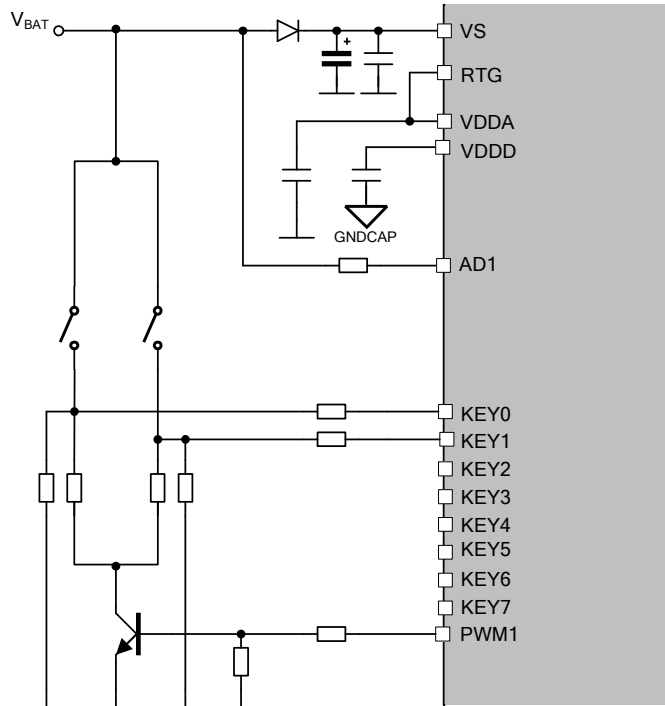 VBAT
VS
+
RTG
VDDA
VDDD
GNDCAP
AD1
KEY0
KEY1
KEY2
KEY3
KEY4
KEY5
KEY6
KEY7
PWM1